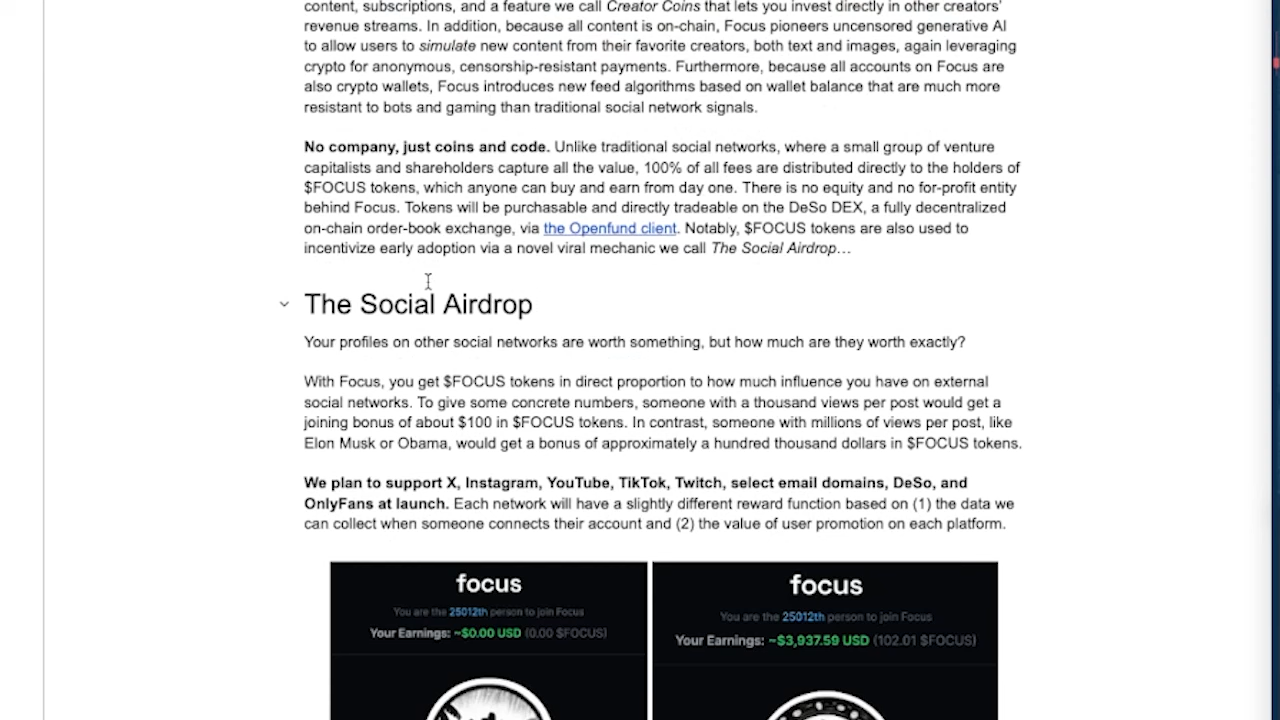 content, subscriptions, and a feature we call Creator Coins that lets you invest directly in other creators'
revenue streams. In addition, because all content is on-chain, Focus pioneers uncensored generative AI
to allow users to simulate new content from their favorite creators, both text and images, again leveraging
crypto for anonymous, censorship-resistant payments. Furthermore, because all accounts on Focus are
also crypto wallets, Focus introduces new feed algorithms based on wallet balance that are much more
resistant to bots and gaming than traditional social network signals.
No company, just coins and code. Unlike traditional social networks, where a small group of venture
capitalists and shareholders capture all the value, 100% of all fees are distributed directly to the holders of
$FOCUS tokens, which anyone can buy and earn from day one. There is no equity and no for-profit entity
behind Focus. Tokens will be purchasable and directly tradeable on the DeSo DEX, a fully decentralized
on-chain order-book exchange, via the Openfund client. Notably, $FOCUS tokens are also used to
incentivize early adoption via a novel viral mechanic we call The Social Airdrop…
The Social Airdrop
Your profiles on other social networks are worth something, but how much are they worth exactly?
With Focus, you get $FOCUS tokens in direct proportion to how much influence you have on external
social networks. To give some concrete numbers, someone with a thousand views per post would get a
joining bonus of about $100 in $FOCUS tokens. In contrast, someone with millions of views per post, like
Elon Musk or Obama, would get a bonus of approximately a hundred thousand dollars in $FOCUS tokens.
We plan to support X, Instagram, YouTube, TikTok, Twitch, select email domains, DeSo, and
OnlyFans at launch. Each network will have a slightly different reward function based on (1) the data we
can collect when someone connects their account and (2) the value of user promotion on each platform.
focus
You are the 25012th person to join Focus
Your Earnings: ~$0.00 USD (0.00 $FOCUS)
focus
You are the 25012th person to join Focus
Your Earnings: ~$3,937.59 USD (102.01 $FOCUS)